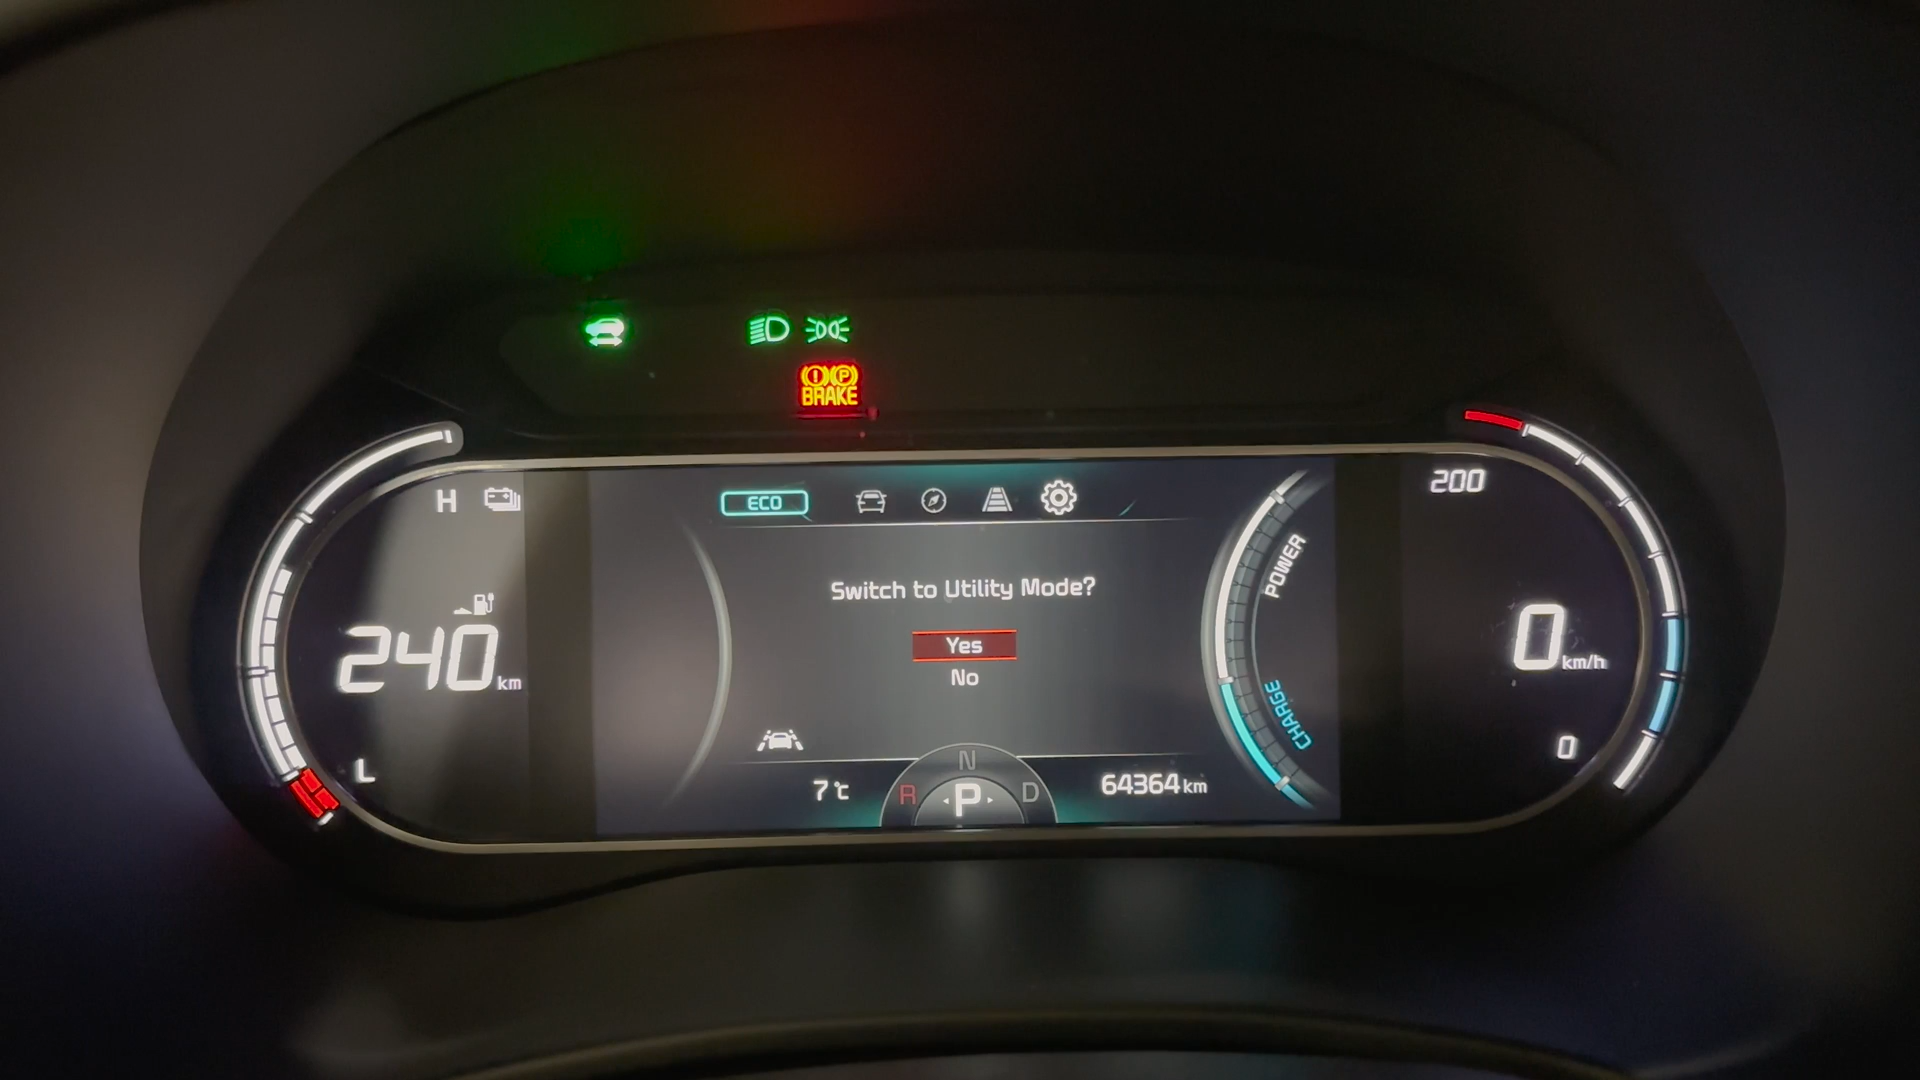 (!) (P)
BRAKE
H
ECO
200
POWER
Switch to Utility Mode?
Yes
No
240 km
0 km/h
CHARGE
L
0
N
7°C
R
P
D
64364 km